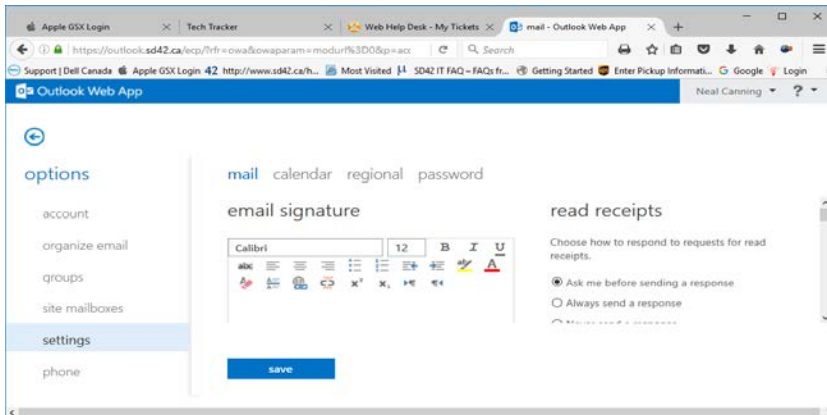 Apple GSX Login × Tech Tracker × Web Help Desk - My Tickets × mail - Outlook Web App × +
https://outlook.sd42.ca/ecp/?rfr=owa&owaparam=modurl%3D0&p=acc Search
Support | Dell Canada Apple GSX Login 42 http://www.sd42.ca/h... Most Visited SD42 IT FAQ – FAQs fr... Getting Started Enter Pickup Informati... G Google Login
Outlook Web App Neal Canning ?
options
account
organize email
groups
site mailboxes
settings
phone
mail calendar regional password
email signature
Calibri 12 B I U
abc ab A
x² x₂
save
read receipts
Choose how to respond to requests for read
receipts.
Ask me before sending a response
Always send a response